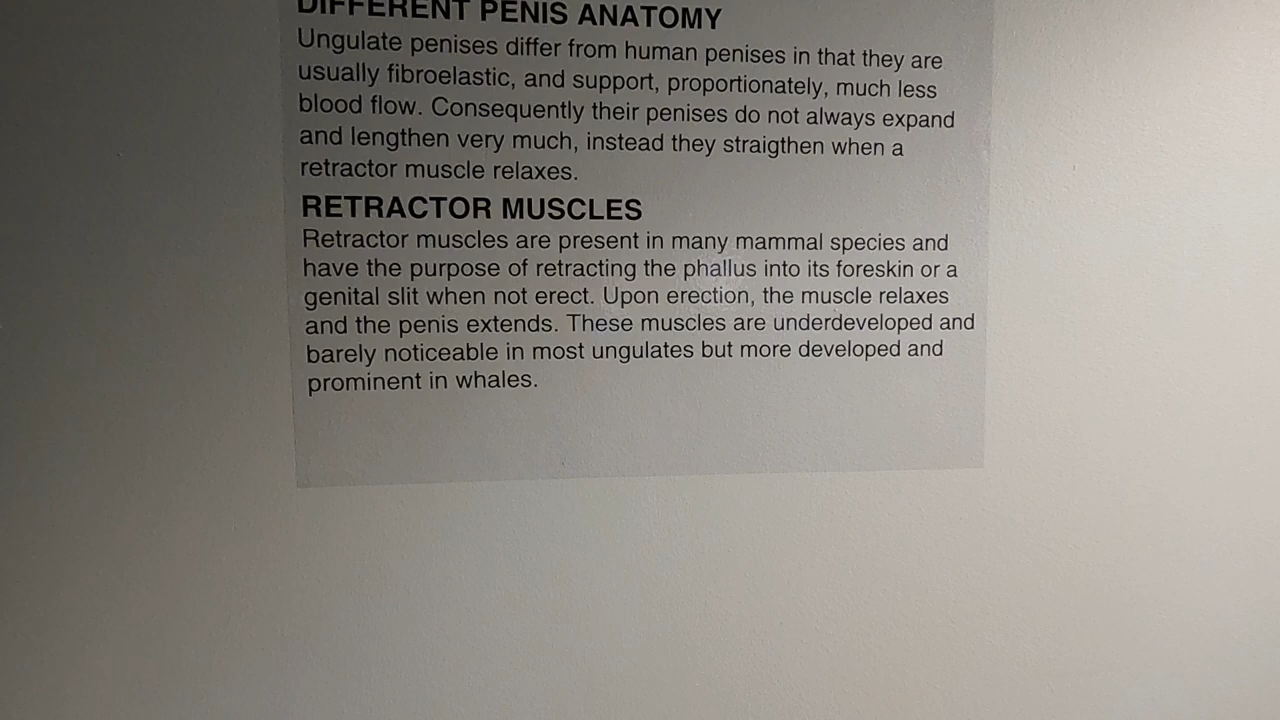 DIFFERENT PENIS ANATOMY
Ungulate penises differ from human penises in that they are
usually fibroelastic, and support, proportionately, much less
blood flow. Consequently their penises do not always expand
and lengthen very much, instead they straigthen when a
retractor muscle relaxes.
RETRACTOR MUSCLES
Retractor muscles are present in many mammal species and
have the purpose of retracting the phallus into its foreskin or a
genital slit when not erect. Upon erection, the muscle relaxes
and the penis extends. These muscles are underdeveloped and
barely noticeable in most ungulates but more developed and
prominent in whales.